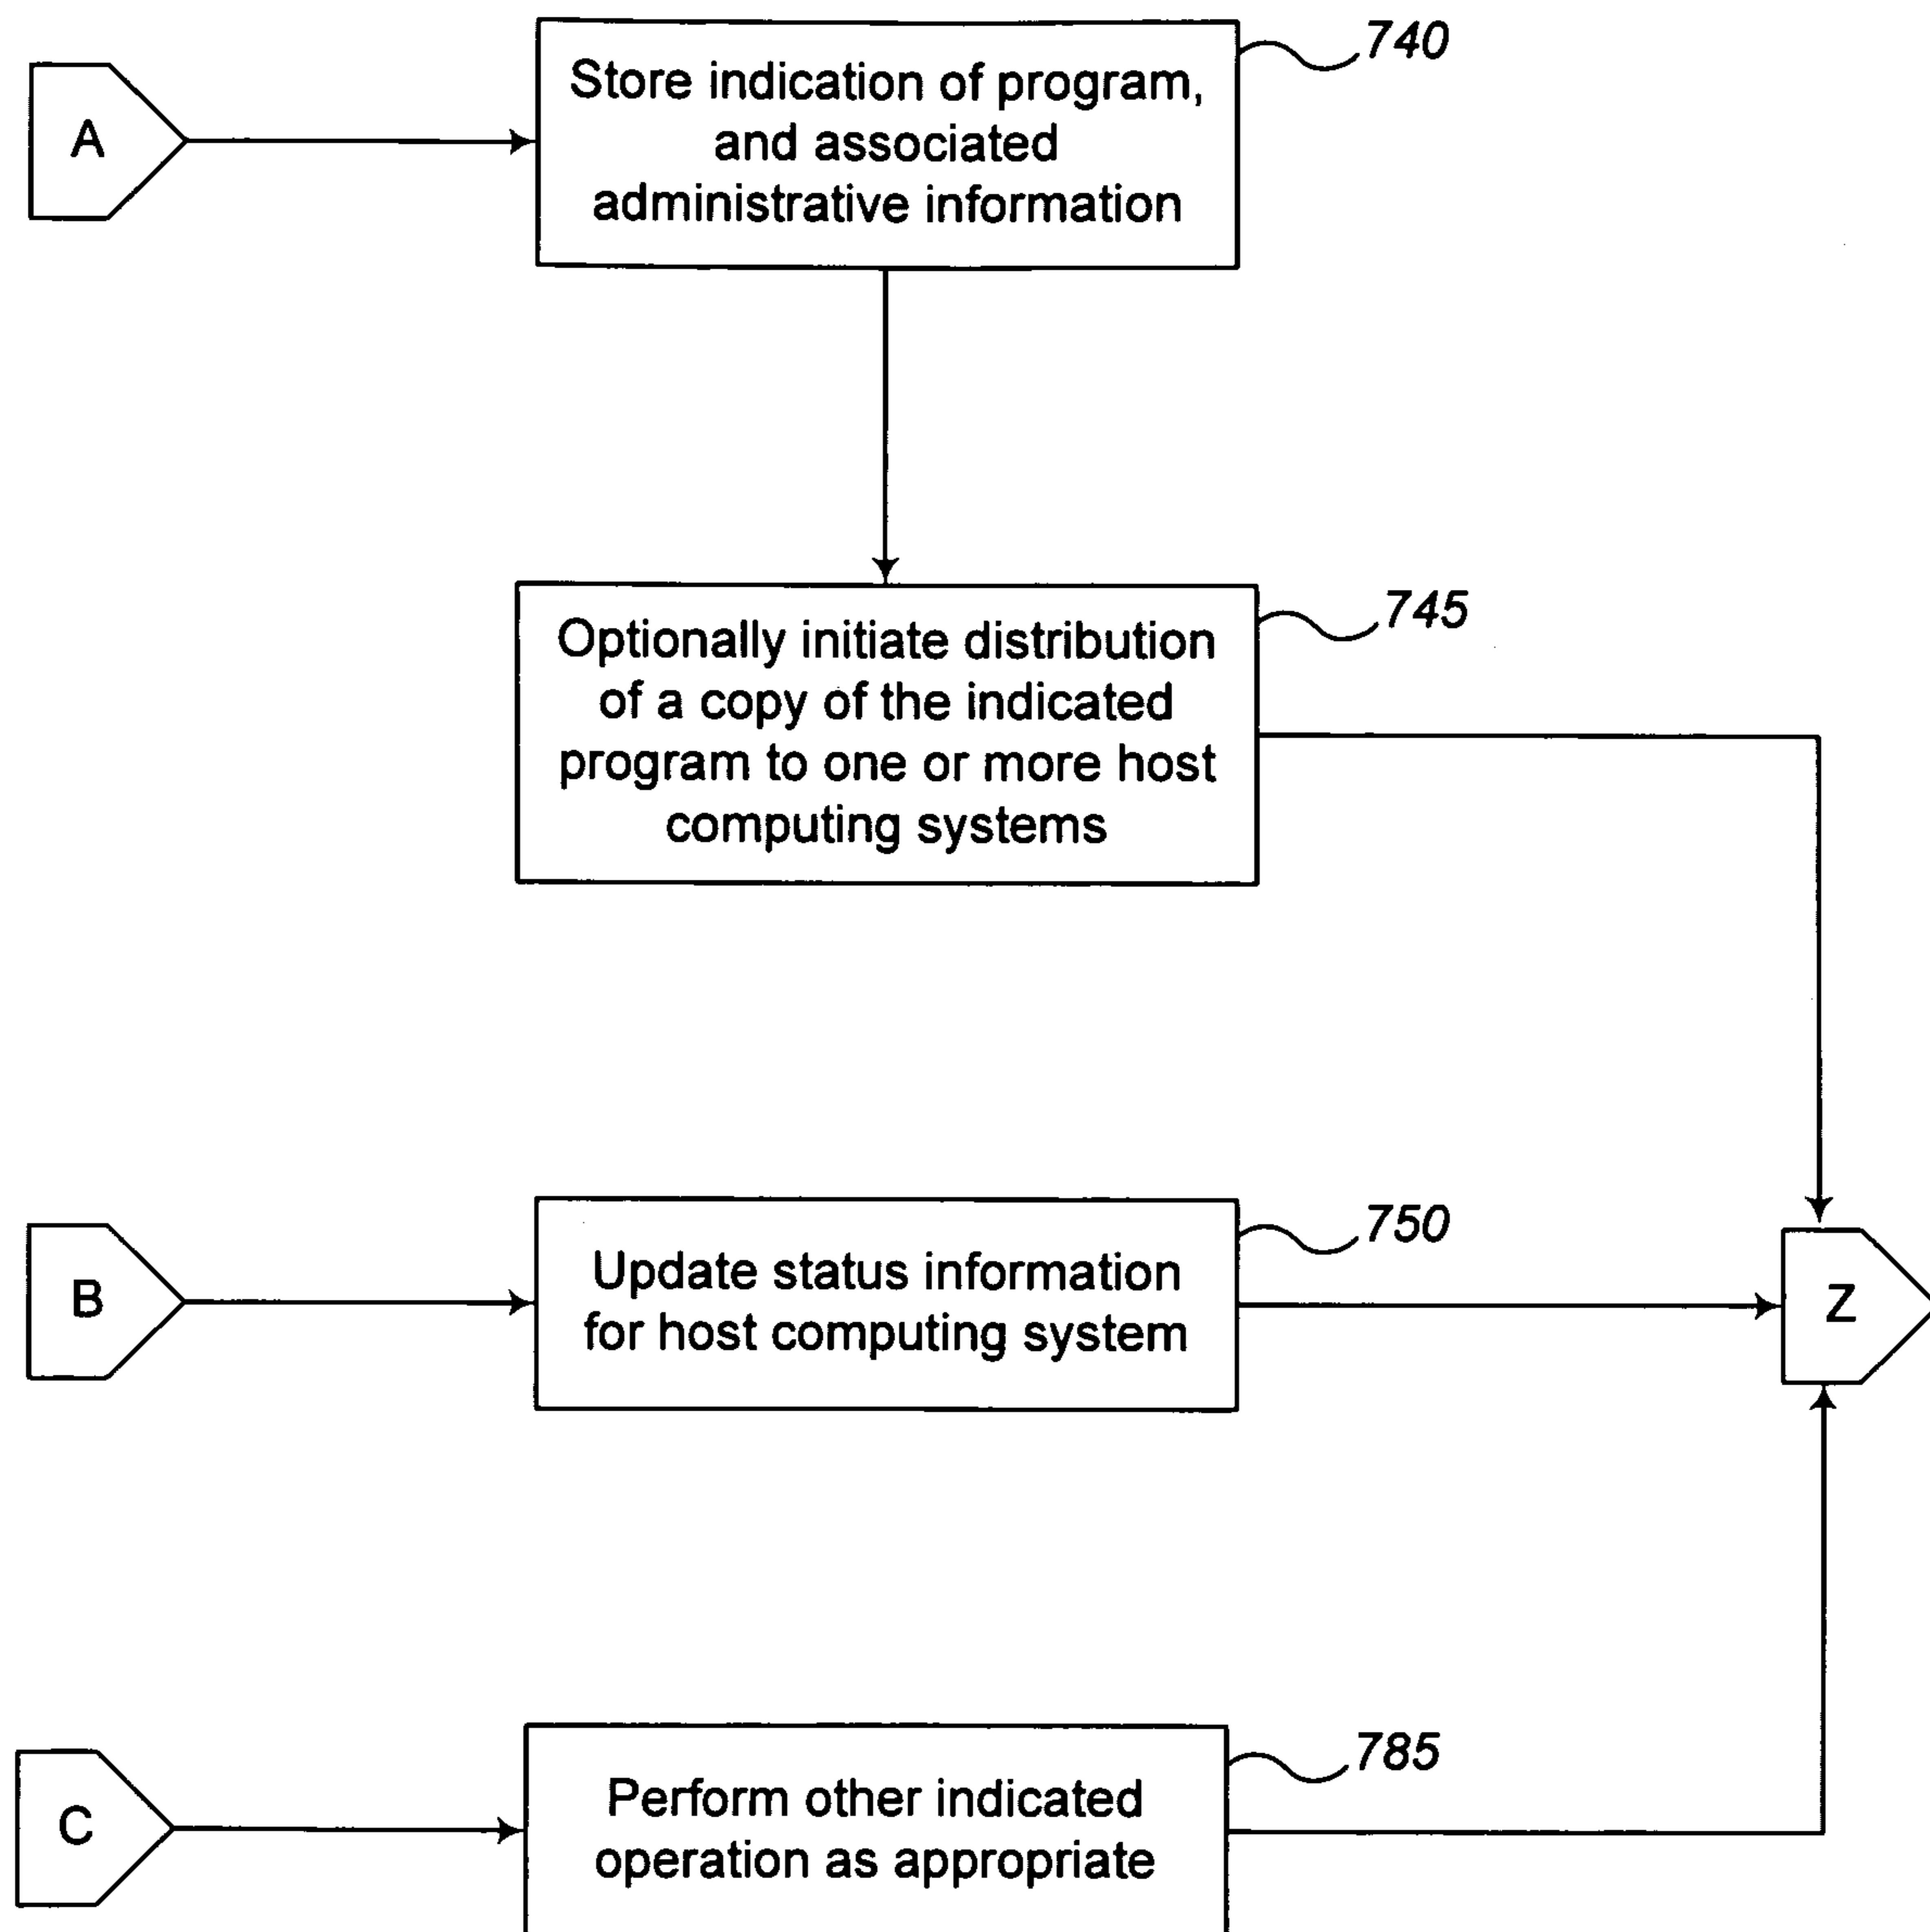 A
Store indication of program,
and associated
administrative information
740
Optionally initiate distribution
of a copy of the indicated
program to one or more host
computing systems
745
B
Update status information
for host computing system
750
Z
C
Perform other indicated
operation as appropriate
785